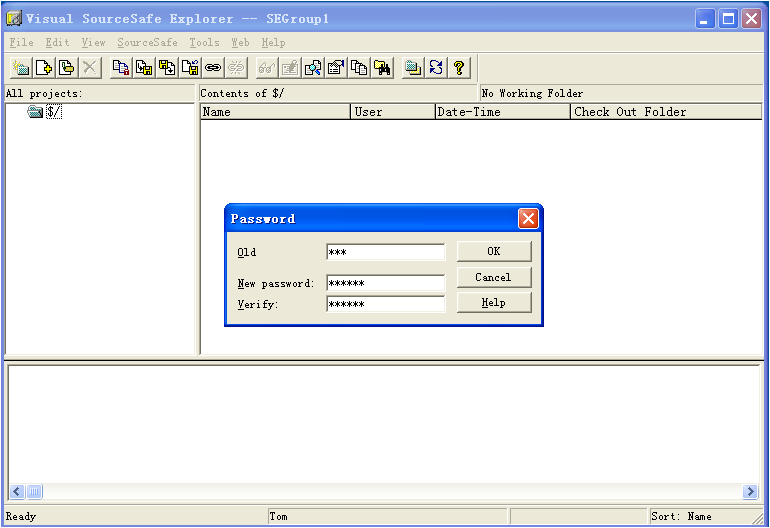 Visual SourceSafe Explorer -- SEGroup1
File Edit View SourceSafe Tools Web Help
All projects: Contents of $/ No Working Folder
$/ Name User Date-Time Check Out Folder
Password
Old *** OK
New password: ****** Cancel
Verify: ****** Help
Ready Tom Sort: Name